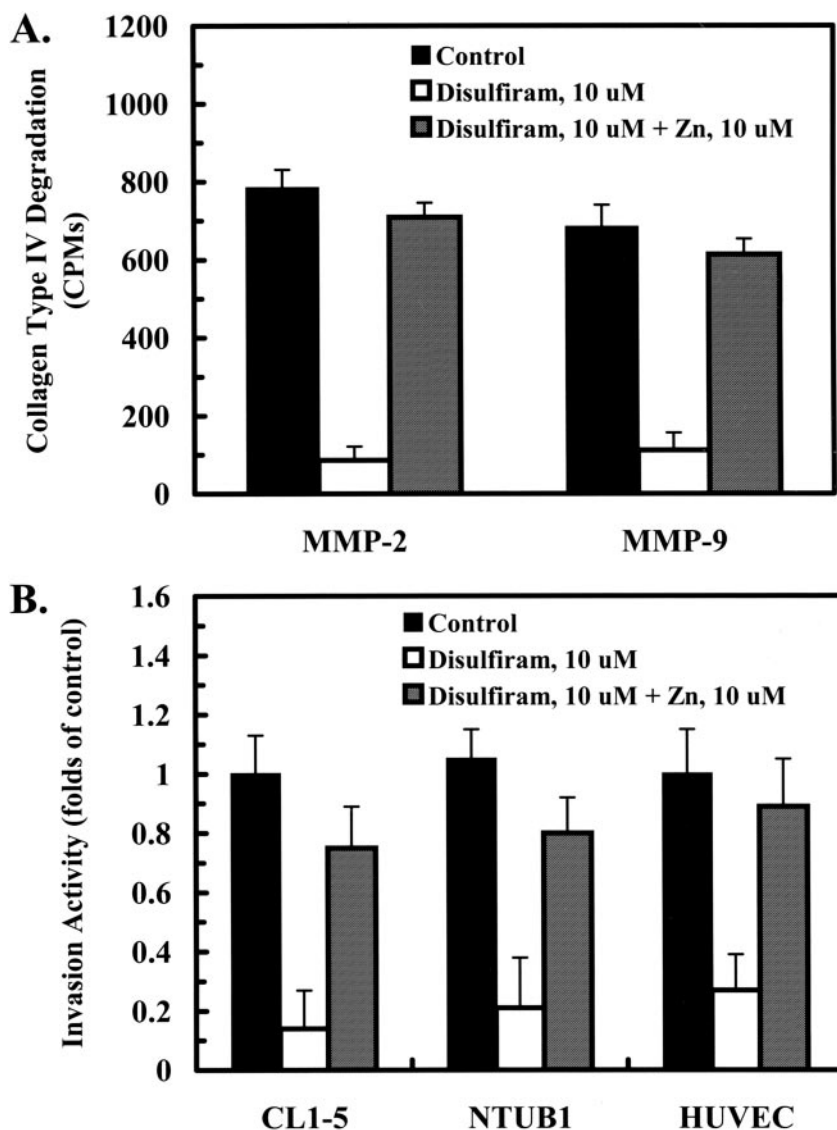 A.
Collagen Type IV Degradation
(CPMs)
1200
1000
800
600
400
200
0
Control
Disulfiram, 10 uM
Disulfiram, 10 uM + Zn, 10 uM
MMP-2 MMP-9
B.
Invasion Activity (folds of control)
1.6
1.4
1.2
1
0.8
0.6
0.4
0.2
0
Control
Disulfiram, 10 uM
Disulfiram, 10 uM + Zn, 10 uM
CL1-5 NTUB1 HUVEC